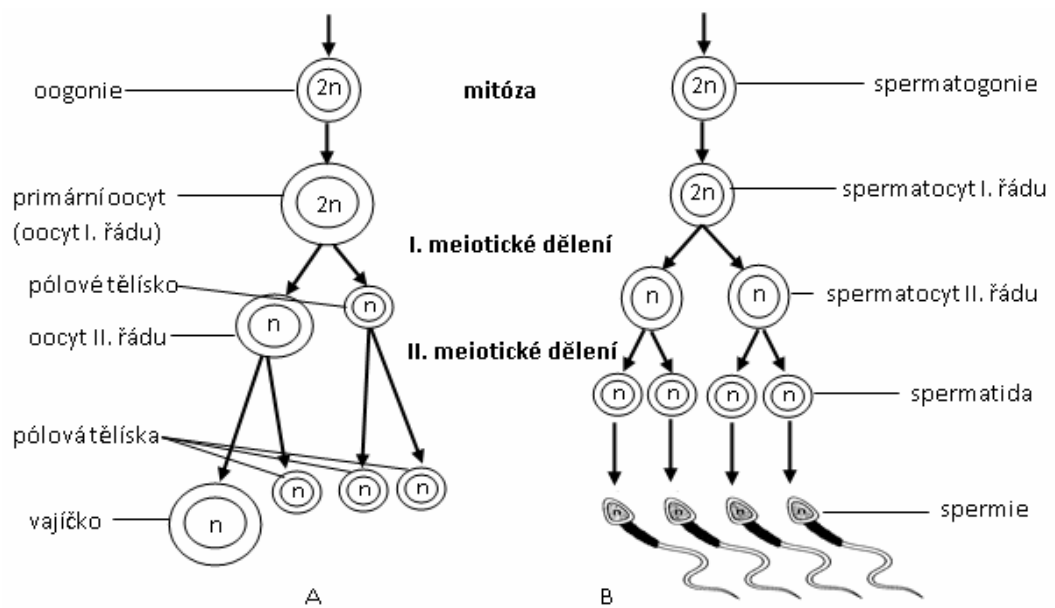 oogonie
2n
mitóza
2n
spermatogonie
primární oocyt
(oocyt I. řádu)
2n
2n
spermatocyt I. řádu
I. meiotické dělení
pólové tělísko
n
n
n
spermatocyt II. řádu
oocyt II. řádu
n
II. meiotické dělení
n
n
n
n
spermatida
pólová tělíska
n
n
n
vajíčko
n
n
n
n
n
spermie
A
B